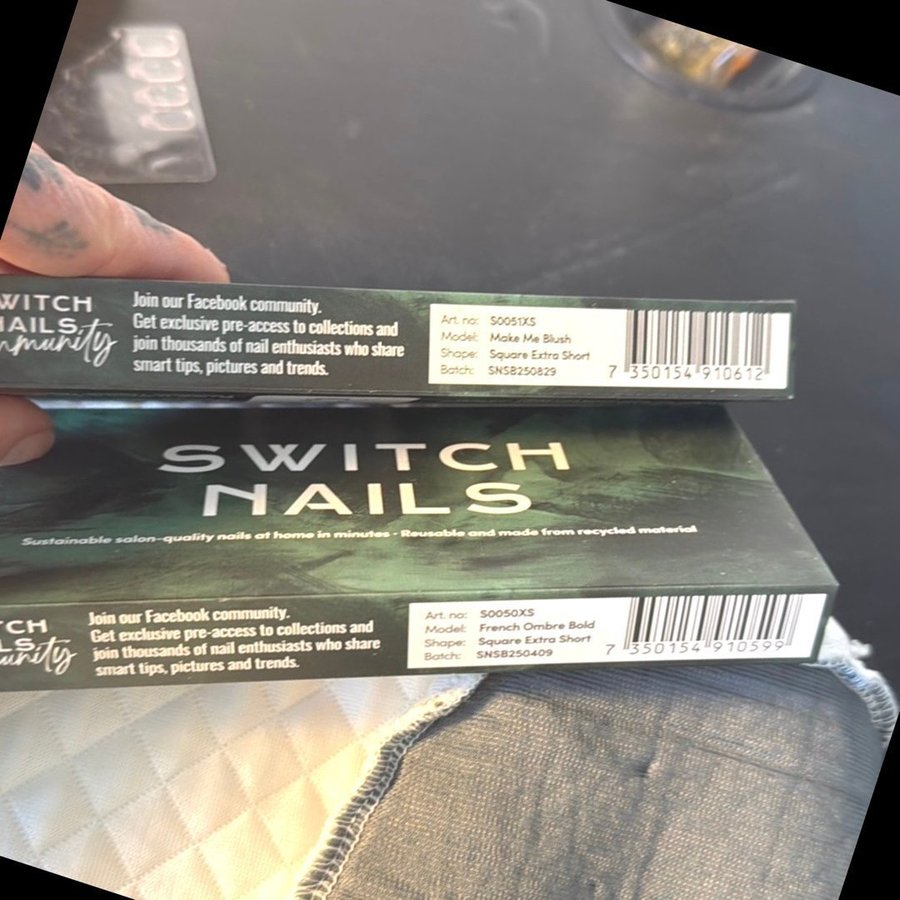 WITCH
NAILS
mmunity
Join our Facebook community.
Get exclusive pre-access to collections and
join thousands of nail enthusiasts who share
smart tips, pictures and trends.
Art. no: S0051XS
Model: Make Me Blush
Shape: Square Extra Short
Batch: SNSB250829
7 350154 910612
SWITCH
NAILS
Sustainable salon-quality nails at home in minutes · Reusable and made from recycled material
TCH
LS
unity
Join our Facebook community.
Get exclusive pre-access to collections and
join thousands of nail enthusiasts who share
smart tips, pictures and trends.
Art. no: S0050XS
Model: French Ombre Bold
Shape: Square Extra Short
Batch: SNSB250409
7 350154 910599